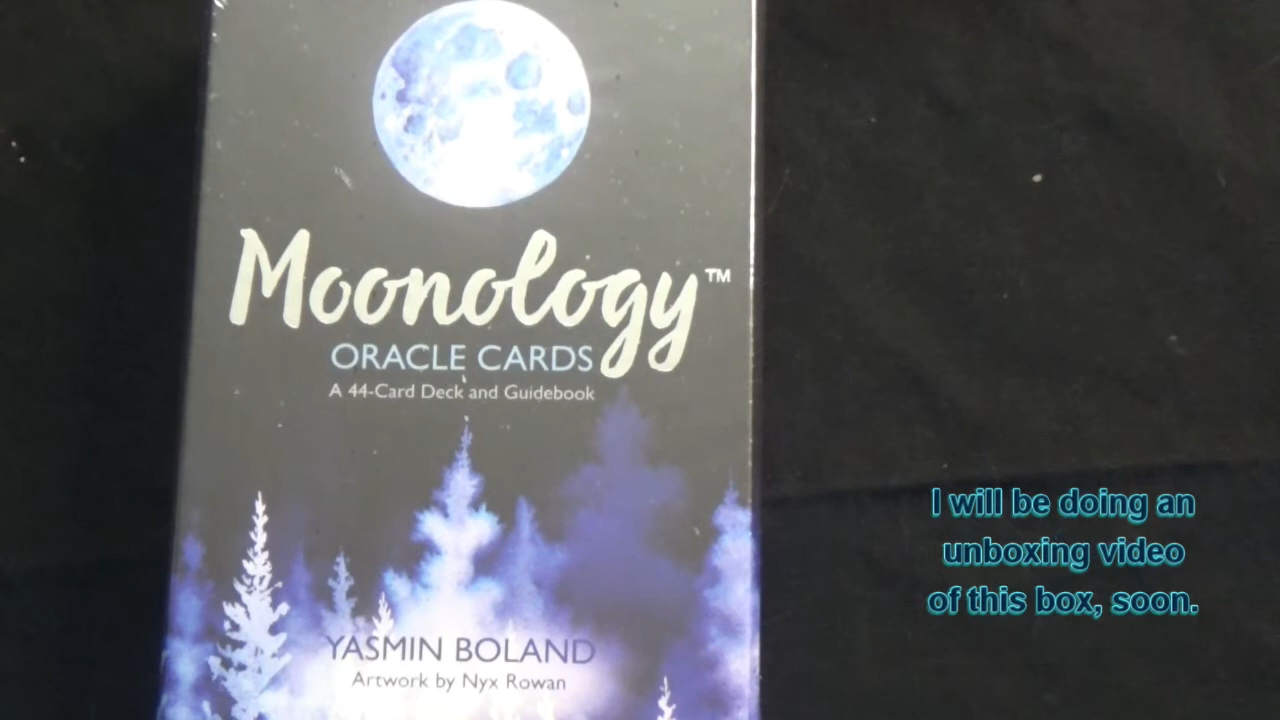 Moonology™
ORACLE CARDS
A 44-Card Deck and Guidebook
YASMIN BOLAND
Artwork by Nyx Rowan
I will be doing an
unboxing video
of this box, soon.